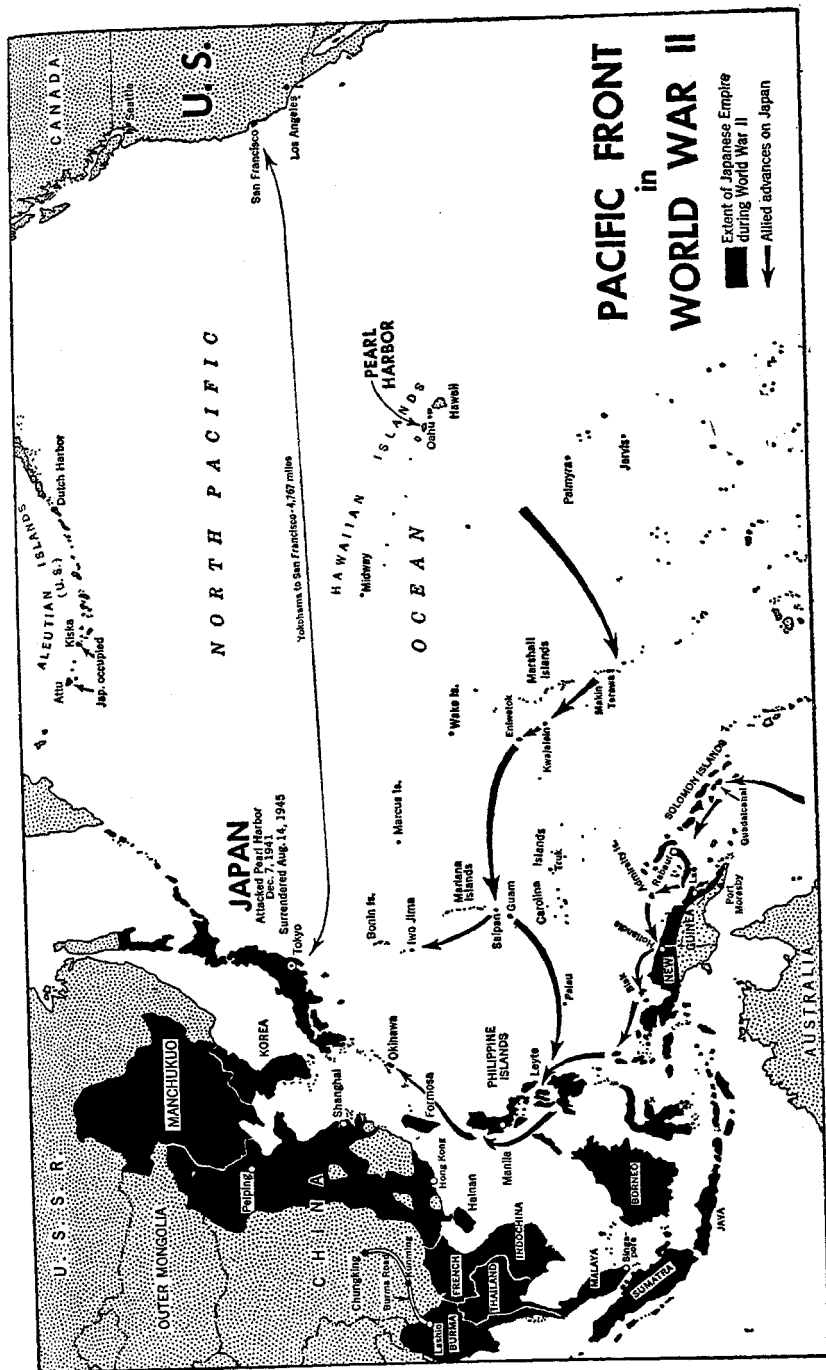 CANADA
Seattle
U.S.
San Francisco
Los Angeles
PACIFIC FRONT
in
WORLD WAR II
Extent of Japanese Empire
during World War II
Allied advances on Japan
ALEUTIAN ISLANDS
(U.S.)
Dutch Harbor
Kiska
Attu
Jap. occupied
NORTH PACIFIC
OCEAN
Yokohama to San Francisco-4,767 miles
PEARL
HARBOR
HAWAIIAN ISLANDS
Oahu
Hawaii
Midway
Palmyra
Jarvis
Wake Is.
Marshall
Islands
Eniwetok
Kwajalein
Makin
Tarawa
JAPAN
Attacked Pearl Harbor
Dec. 7, 1941
Surrendered Aug. 14, 1945
Tokyo
Marcus Is.
Bonin Is.
Iwo Jima
Mariana
Islands
Saipan
Guam
Carolina
Islands
Truk
Palau
SOLOMON ISLANDS
Guadalcanal
Rabaul
Lae
Port
Moresby
Hollandia
NEW
GUINEA
Biak
AUSTRALIA
U.S.S.R.
OUTER MONGOLIA
MANCHUKUO
KOREA
Peiping
CHINA
Shanghai
Okinawa
Formosa
Hong Kong
Hainan
Chungking
Burma Road
Kunming
Lashio
BURMA
FRENCH
INDOCHINA
THAILAND
PHILIPPINE
ISLANDS
Leyte
Manila
MALAYA
Singa-
pore
BORNEO
SUMATRA
JAVA